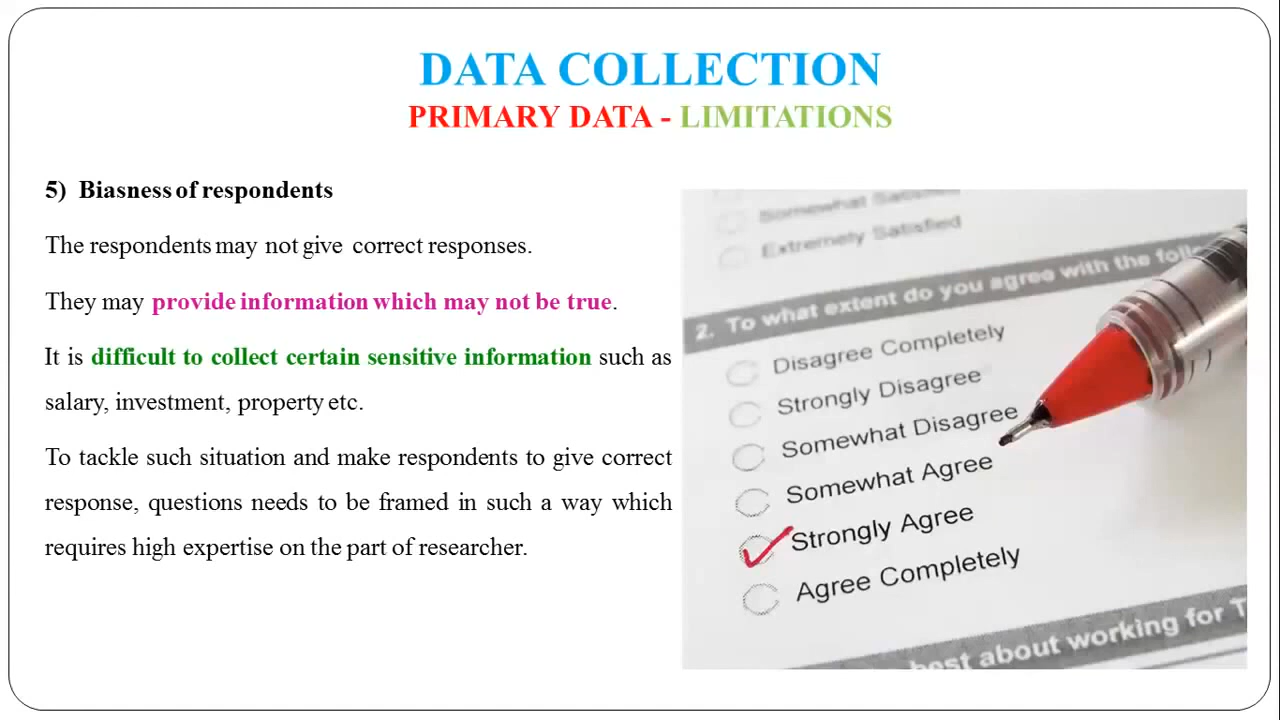 DATA COLLECTION
PRIMARY DATA - LIMITATIONS
5) Biasness of respondents
The respondents may not give correct responses.
They may provide information which may not be true.
It is difficult to collect certain sensitive information such as
salary, investment, property etc.
To tackle such situation and make respondents to give correct
response, questions needs to be framed in such a way which
requires high expertise on the part of researcher.
Somewhat Satisfied
Extremely Satisfied
2. To what extent do you agree with the
Disagree Completely
Strongly Disagree
Somewhat Disagree
Somewhat Agree
Strongly Agree
Agree Completely
best about working for T